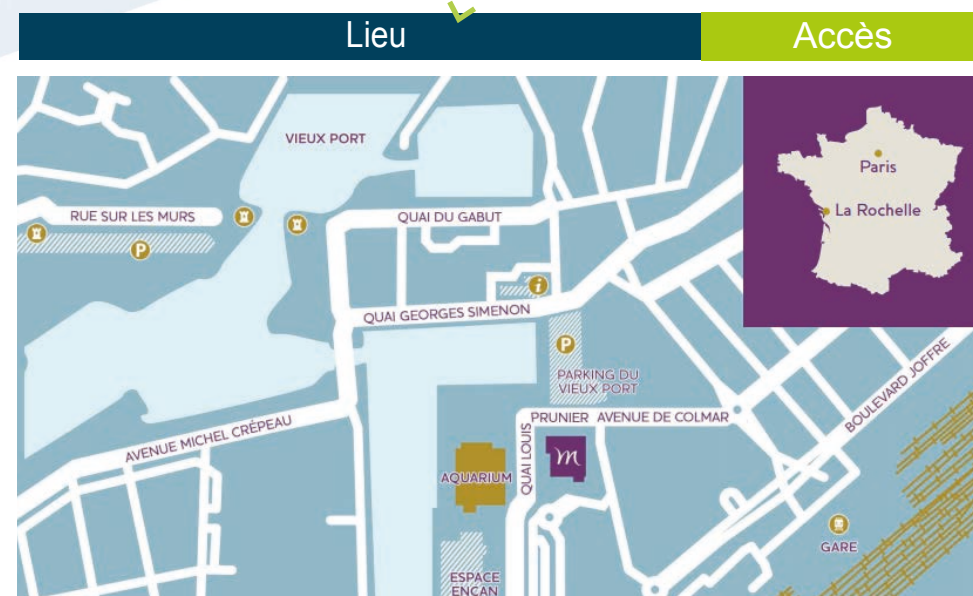 Lieu
Accès
VIEUX PORT
Paris
La Rochelle
RUE SUR LES MURS
QUAI DU GABUT
P
i
QUAI GEORGES SIMENON
P
PARKING DU
VIEUX PORT
BOULEVARD JOFFRE
PRUNIER AVENUE DE COLMAR
AVENUE MICHEL CRÉPEAU
QUAI LOUIS
m
AQUARIUM
GARE
ESPACE
ENCAN